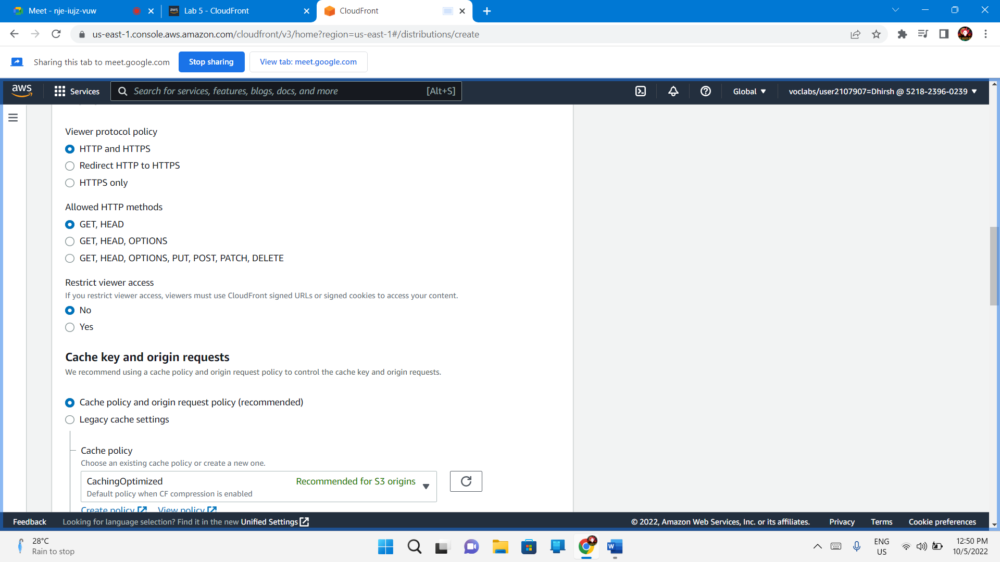 Meet - nje-iujz-vuw
aws Lab 5 - CloudFront
CloudFront
us-east-1.console.aws.amazon.com/cloudfront/v3/home?region=us-east-1#/distributions/create
Sharing this tab to meet.google.com
Stop sharing
View tab: meet.google.com
aws
Services
Search for services, features, blogs, docs, and more
[Alt+S]
Global
voclabs/user2107907=Dhirsh @ 5218-2396-0239
Viewer protocol policy
HTTP and HTTPS
Redirect HTTP to HTTPS
HTTPS only
Allowed HTTP methods
GET, HEAD
GET, HEAD, OPTIONS
GET, HEAD, OPTIONS, PUT, POST, PATCH, DELETE
Restrict viewer access
If you restrict viewer access, viewers must use CloudFront signed URLs or signed cookies to access your content.
No
Yes
Cache key and origin requests
We recommend using a cache policy and origin request policy to control the cache key and origin requests.
Cache policy and origin request policy (recommended)
Legacy cache settings
Cache policy
Choose an existing cache policy or create a new one.
CachingOptimized
Recommended for S3 origins
Default policy when CF compression is enabled
Create policy
View policy
Feedback
Looking for language selection? Find it in the new Unified Settings
© 2022, Amazon Web Services, Inc. or its affiliates.
Privacy
Terms
Cookie preferences
28°C
Rain to stop
W
ENG
US
12:50 PM
10/5/2022